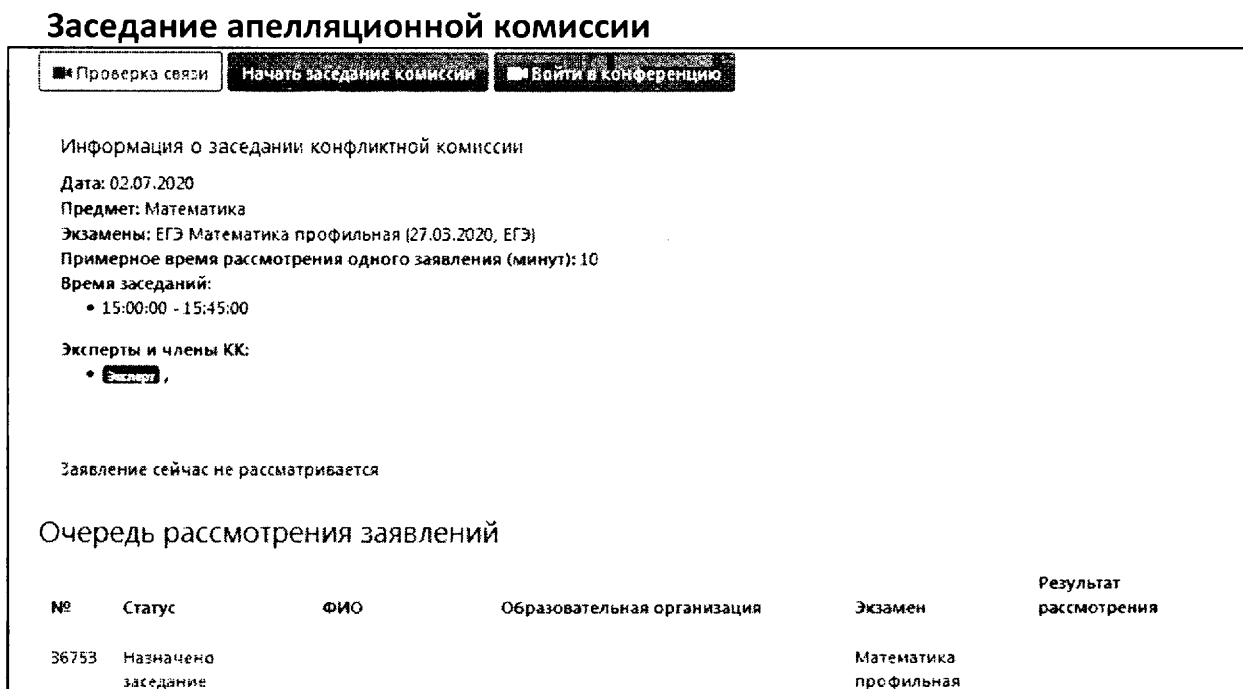 Заседание апелляционной комиссии
Проверка связи Начать заседание комиссии Войти в конференцию
Информация о заседании конфликтной комиссии
Дата: 02.07.2020
Предмет: Математика
Экзамены: ЕГЭ Математика профильная (27.03.2020, ЕГЭ)
Примерное время рассмотрения одного заявления (минут): 10
Время заседаний:
• 15:00:00 - 15:45:00
Эксперты и члены КК:
• Эксперт ,
Заявление сейчас не рассматривается
Очередь рассмотрения заявлений
№ Статус ФИО Образовательная организация Экзамен Результат рассмотрения
36753 Назначено заседание Математика профильная